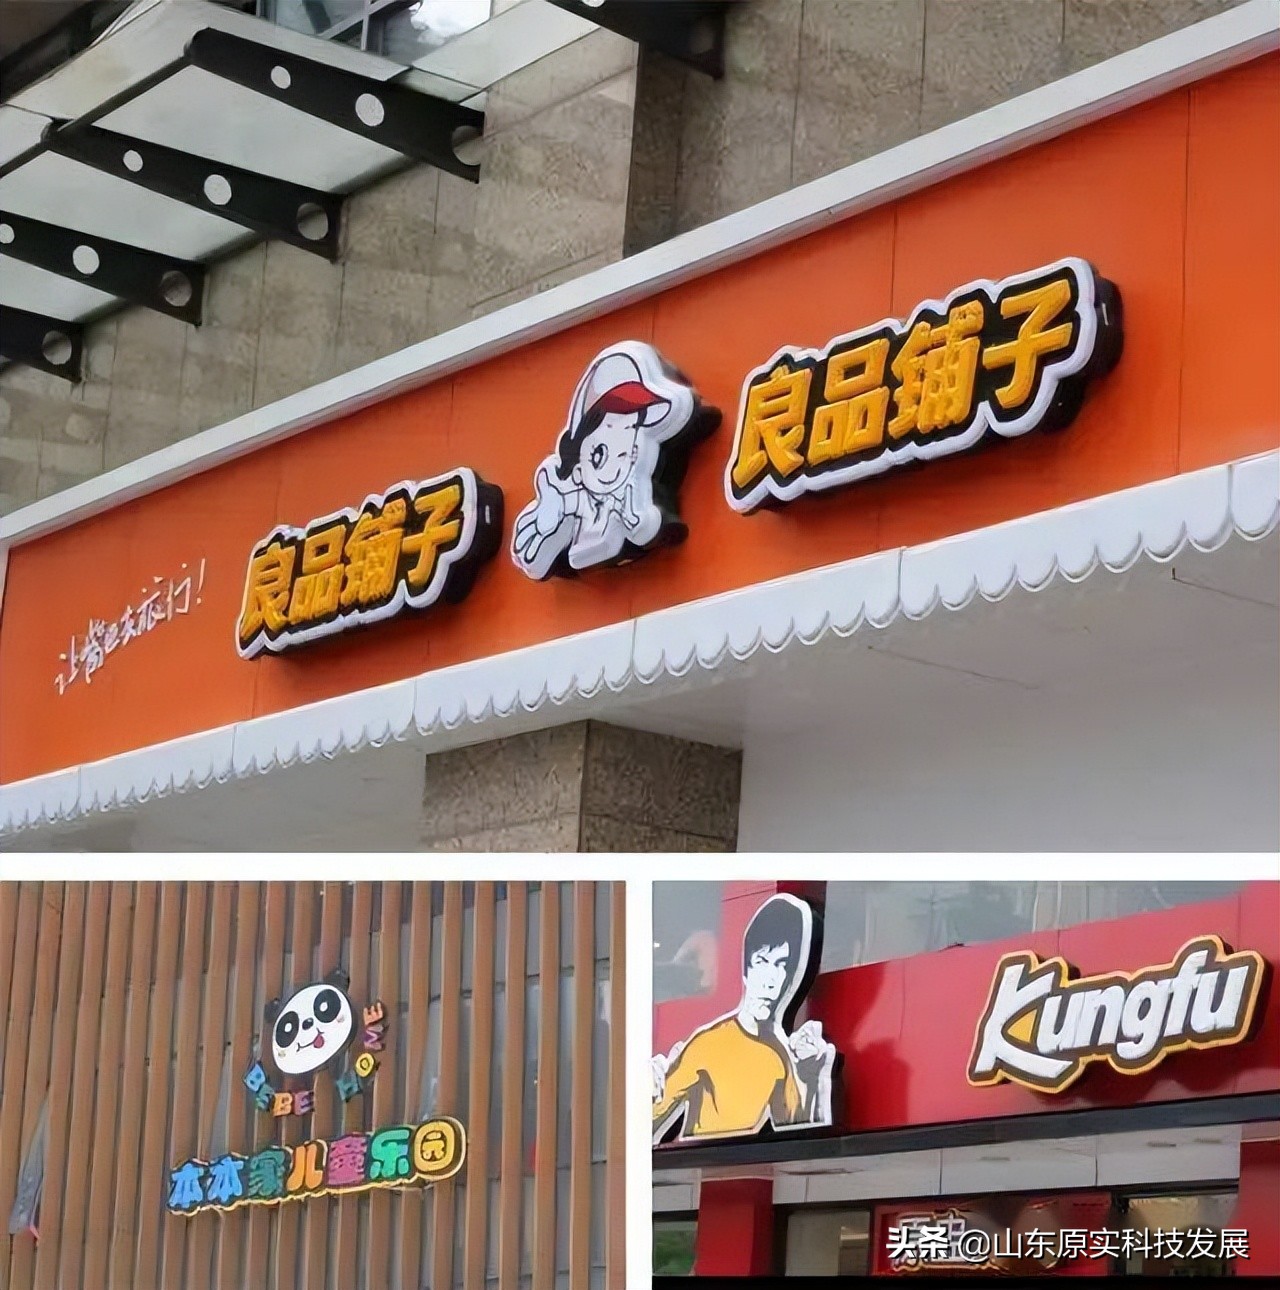 让嘴巴去旅行!
良品铺子
良品铺子
BEBE HOME
本本家儿童乐园
Kungfu
头条 @山东原实科技发展